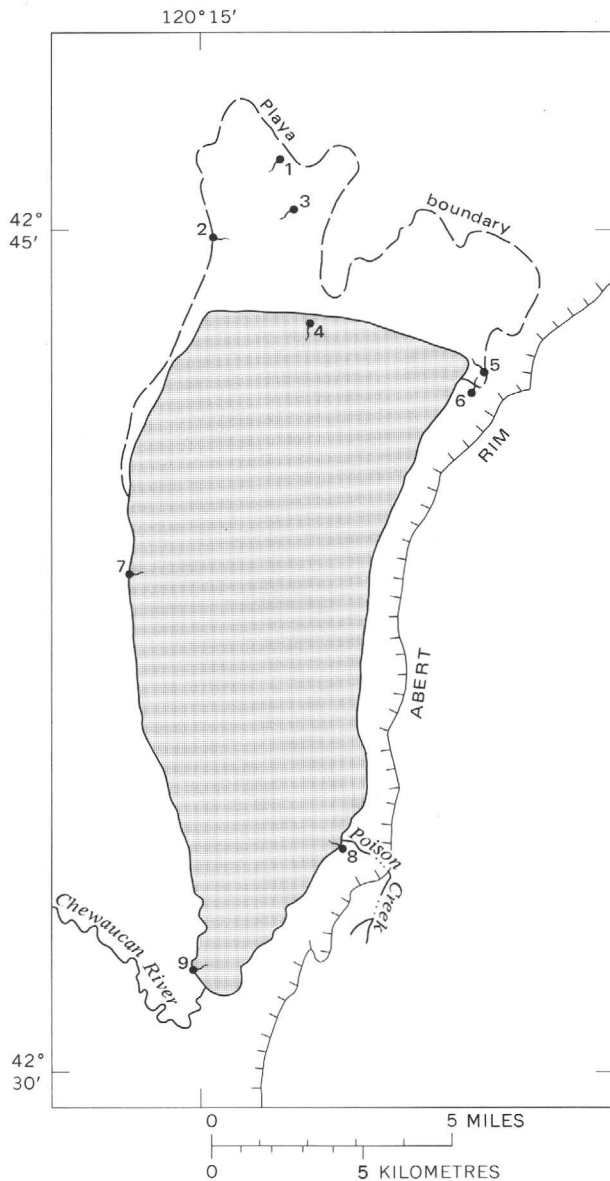 120° 15′
Playa
1
3
42°
45′
2
boundary
4
5
6
RIM
7
ABERT
8
Poison
Creek
Chewaucan River
9
42°
30′
0 5 MILES
0 5 KILOMETRES